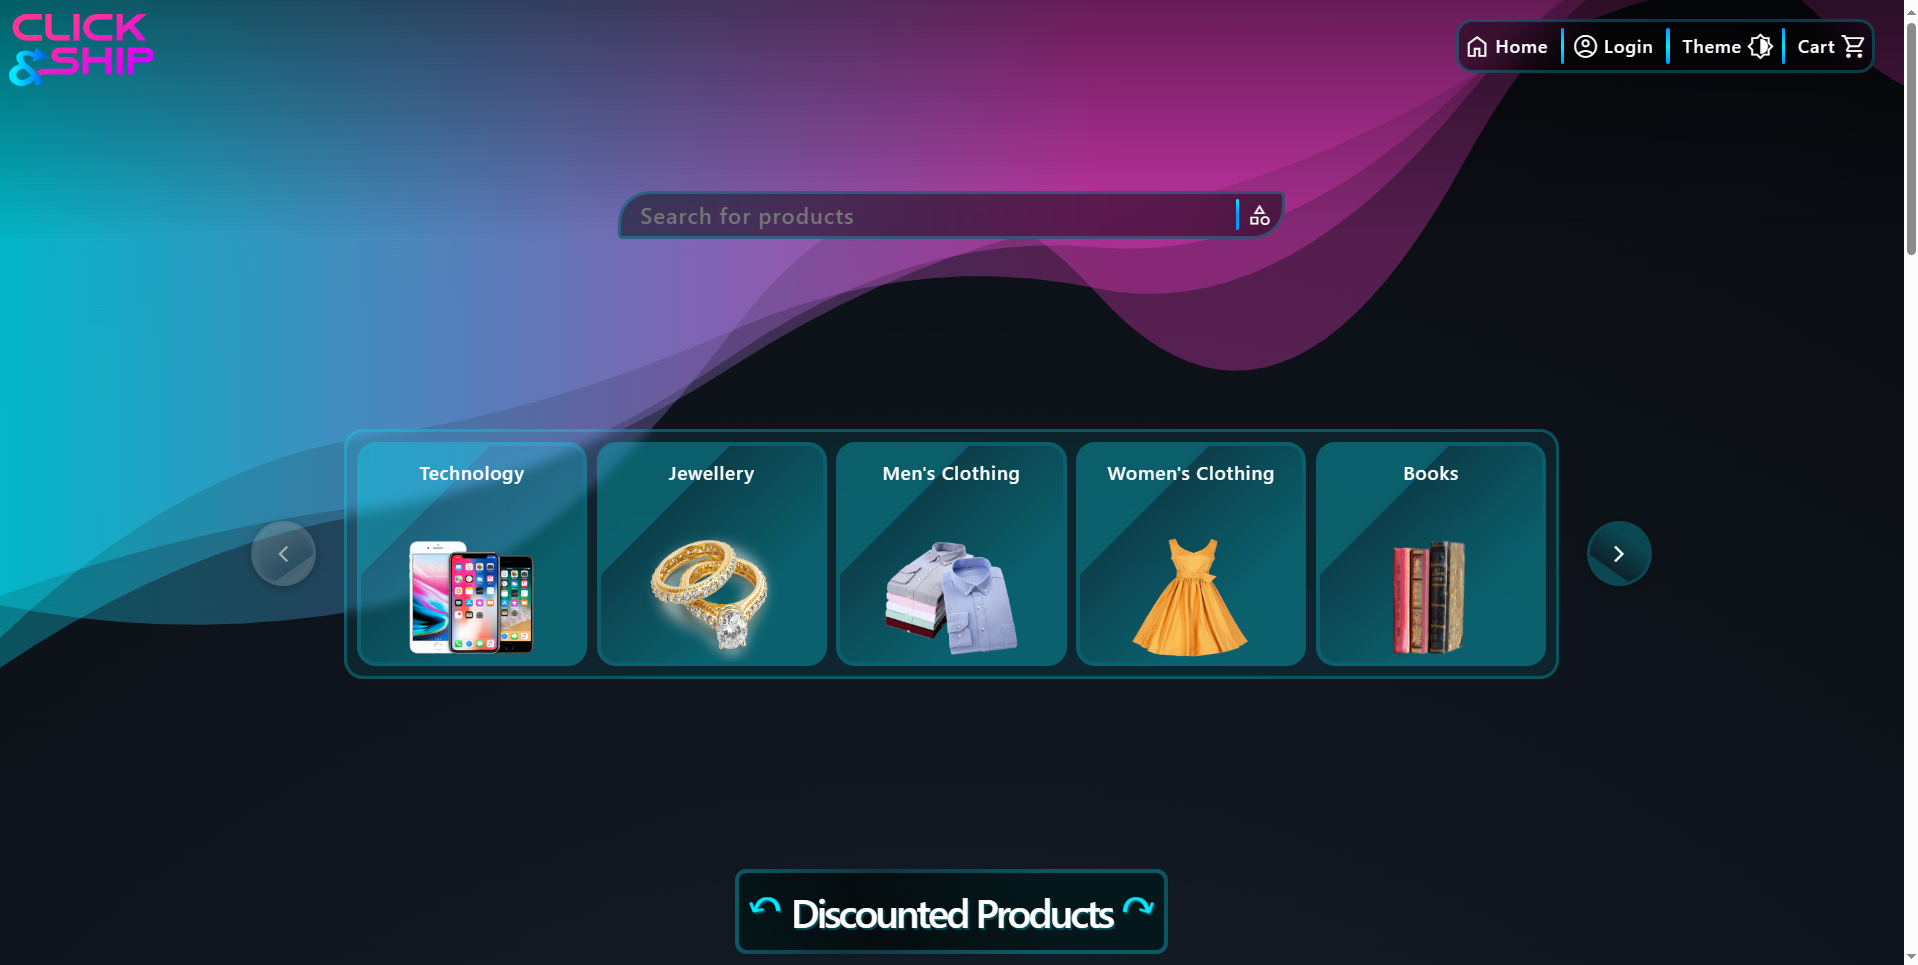 CLICK
&SHIP
Home
Login
Theme
Cart
Search for products
Technology
Jewellery
Men's Clothing
Women's Clothing
Books
Discounted Products